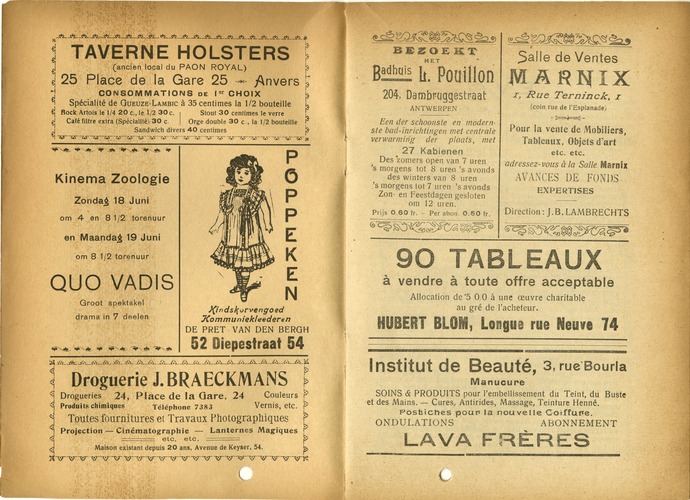 TAVERNE HOLSTERS
(ancien local du PAON ROYAL)
25 Place de la Gare 25 Anvers
CONSOMMATIONS DE 1er CHOIX
Spécialité de GUEUZE-LAMBIC à 35 centimes la 1/2 bouteille
Bock Artois le 1/4 20 c., le 1/2 30 c.
Café filtre extra (Spécialité) 30 c.
Stout 30 centimes le verre
Orge double 30 c., la 1/2 bouteille
Sandwich divers 40 centimes
Kinema Zoologie
Zondag 18 Juni
om 4 en 8 1/2 torenuur
en Maandag 19 Juni
om 8 1/2 torenuur
QUO VADIS
Groot spektakel
drama in 7 deelen
POPPEKEN
Kindskorvengoed
Kommuniekleederen
DE PRET VAN DEN BERGH
52 Diepestraat 54
Droguerie J. BRAECKMANS
Drogueries 24, Place de la Gare, 24 Couleurs
Produits chimiques Téléphone 7383 Vernis, etc.
Toutes fournitures et Travaux Photographiques
Projection — Cinématographie — Lanternes Magiques
etc. etc.
Maison existant depuis 20 ans, Avenue de Keyser, 54.
BEZOEKT
HET
Badhuis L. Pouillon
204, Dambruggestraat
ANTWERPEN
Een der schoonste en modern-
ste bad-inrichtingen met centrale
verwarming der plaats, met
27 Kabienen
Des zomers open van 7 uren
's morgens tot 8 uren 's avonds
des winters van 8 uren
's morgens tot 7 uren 's avonds
Zon- en Feestdagen gesloten
om 12 uren.
Prijs 0.60 fr. - Per abon. 0.50 fr.
Salle de Ventes
MARNIX
1, Rue Terninck, 1
(coin rue de l'Esplanade)
Pour la vente de Mobiliers,
Tableaux, Objets d'art
etc. etc.
adressez-vous à la Salle Marnix
AVANCES DE FONDS
EXPERTISES
Direction: J. B. LAMBRECHTS
90 TABLEAUX
à vendre à toute offre acceptable
Allocation de 5 0/0 à une œuvre charitable
au gré de l'acheteur.
HUBERT BLOM, Longue rue Neuve 74
Institut de Beauté, 3, rue Bourla
Manucure
SOINS & PRODUITS pour l'embellissement du Teint, du Buste
et des Mains. — Cures, Antirides, Massage, Teinture Henné.
Postiches pour la nouvelle Coiffure.
ONDULATIONS ABONNEMENT
LAVA FRÈRES